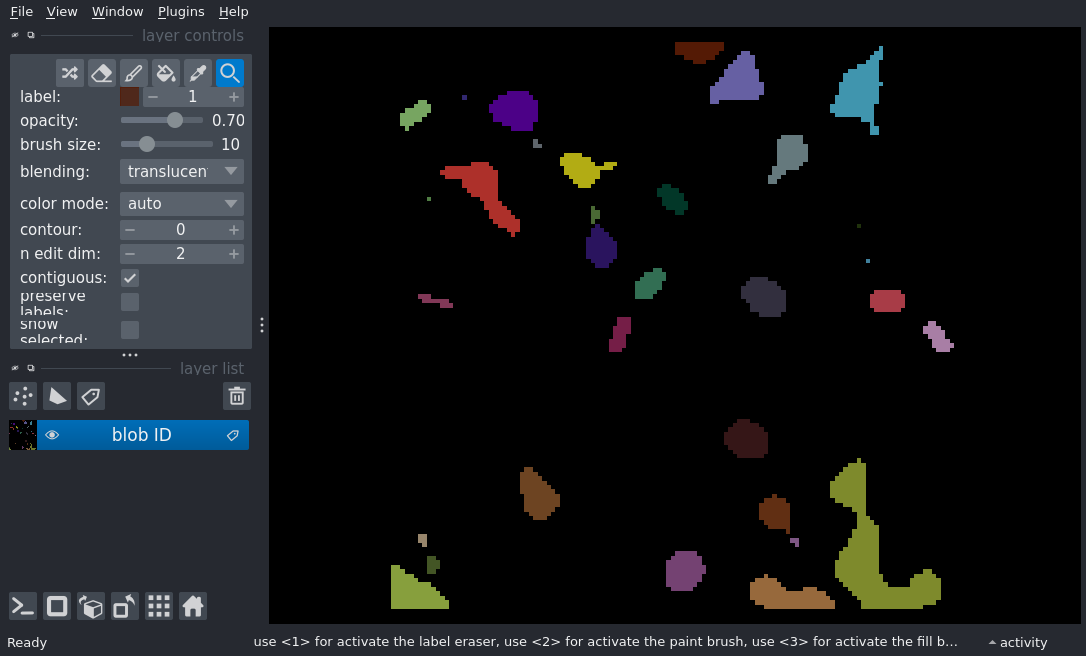 File View Window Plugins Help
layer controls
label: 1
opacity: 0.70
brush size: 10
blending: translucen
color mode: auto
contour: 0
n edit dim: 2
contiguous:
preserve
labels:
show
selected:
layer list
blob ID
Ready
use <1> for activate the label eraser, use <2> for activate the paint brush, use <3> for activate the fill b...
activity